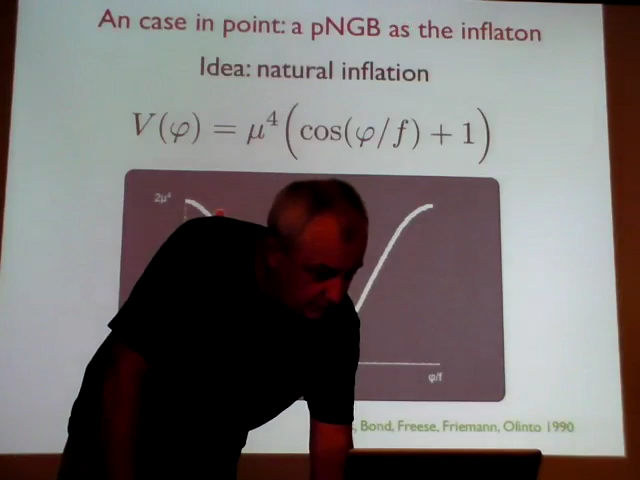 An case in point: a pNGB as the inflaton
Idea: natural inflation
V(φ) = μ⁴(cos(φ/f) + 1)
2μ⁴
φ/f
, Bond, Freese, Friemann, Olinto 1990